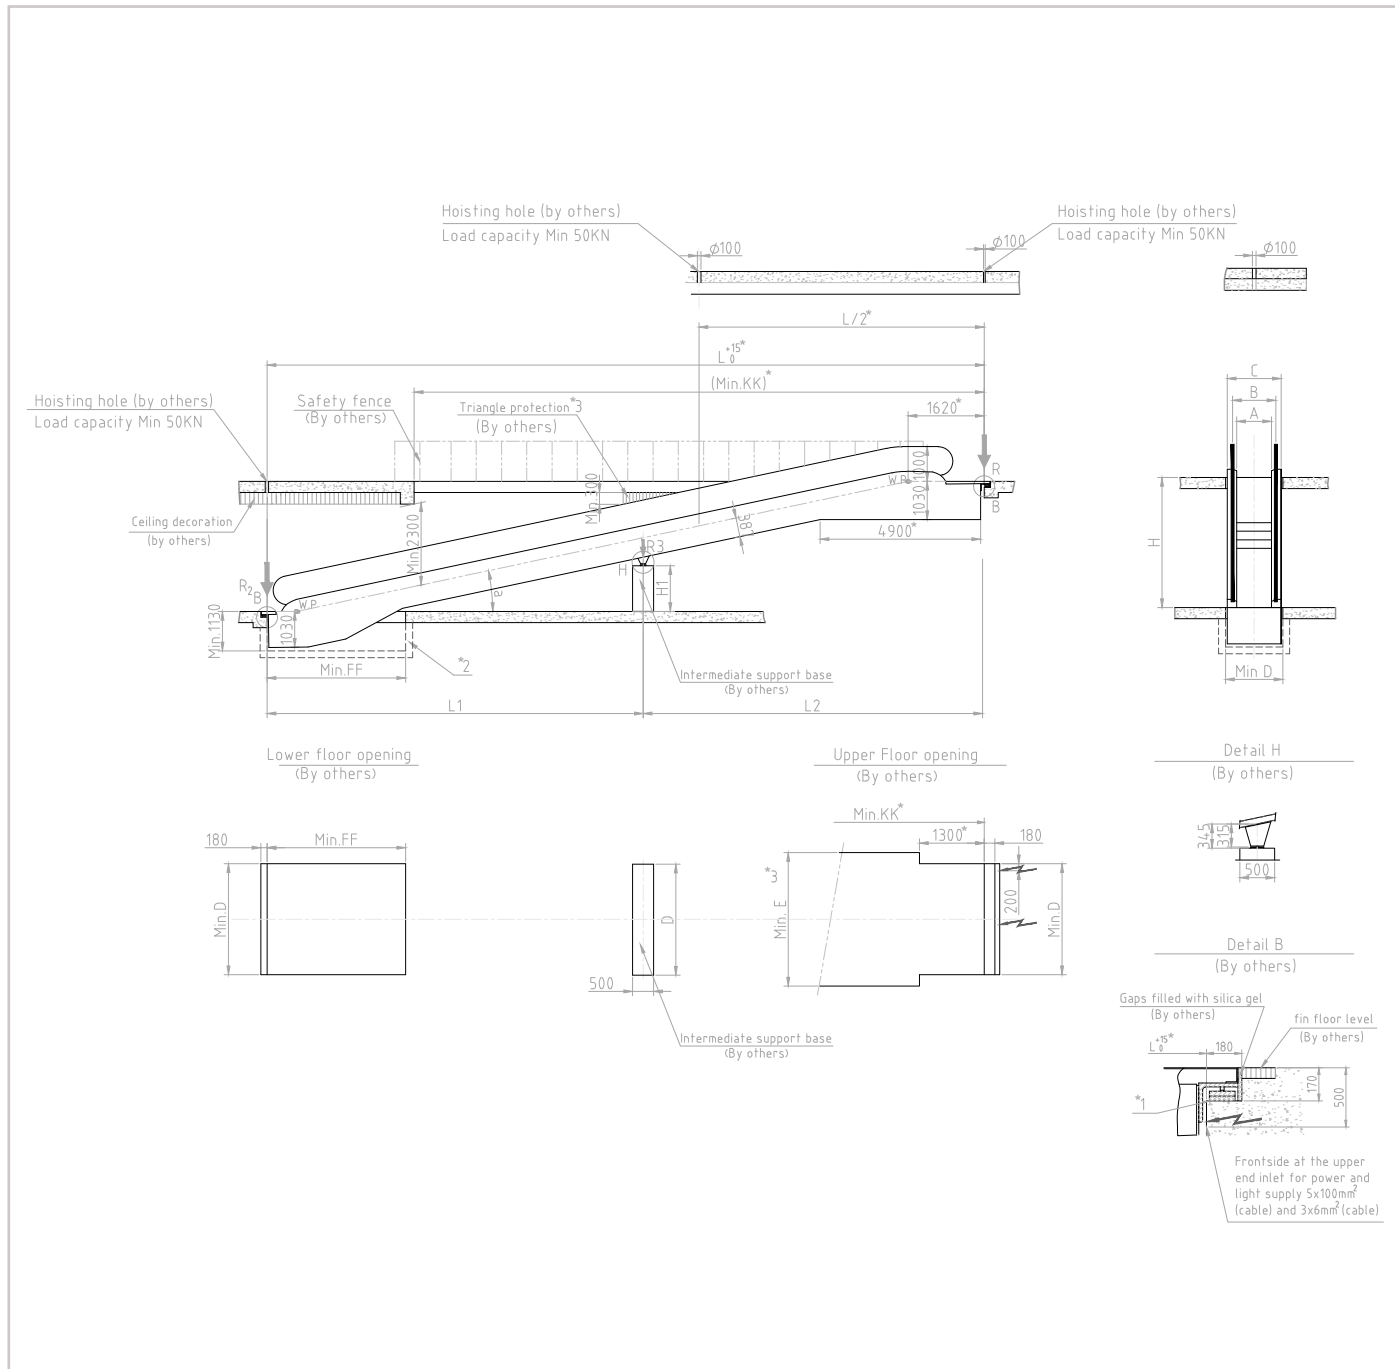 Hoisting hole (by others)
Load capacity Min 50KN
Hoisting hole (by others)
Load capacity Min 50KN
ø100
ø100
ø100
L/2*
L +15* 0
(Min.KK)*
1620*
Hoisting hole (by others)
Load capacity Min 50KN
Safety fence
(By others)
Triangle protection*3
(By others)
Ceiling decoration
(by others)
Min.2300
Min.300
W.P.
1000
1030
R
B
4900*
R3
H
H1
a
R2
B
W.P.
Min.1130
1030
Min.FF
*2
Intermediate support base
(By others)
L1
L2
C
B
A
H
Min D
Lower floor opening
(By others)
Upper Floor opening
(By others)
Detail H
(By others)
180
Min.FF
Min.D
500
D
Intermediate support base
(By others)
Min.KK*
1300*
180
*3
Min. E
200
Min.D
345
315
500
Detail B
(By others)
Gaps filled with silica gel
(By others)
fin floor level
(By others)
L +15* 0
180
170
500
*1
Frontside at the upper
end inlet for power and
light supply 5x100mm²
(cable) and 3x6mm² (cable)